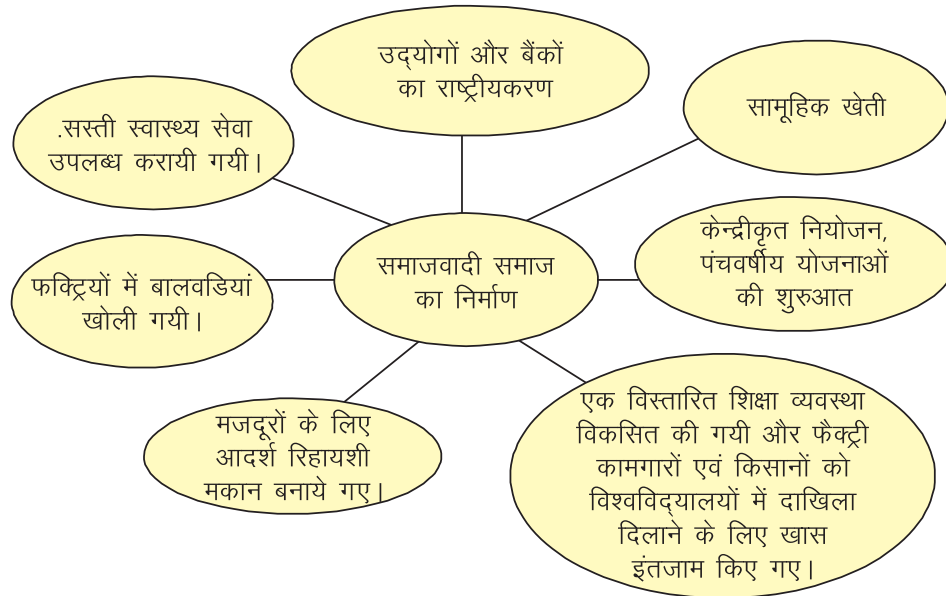 उद्‌योगों और बैंकों
का राष्ट्रीयकरण
सामूहिक खेती
.सस्ती स्वास्थ्य सेवा
उपलब्ध करायी गयी।
केन्द्रीकृत नियोजन,
पंचवर्षीय योजनाओं
की शुरुआत
समाजवादी समाज
का निर्माण
फक्ट्रियों में बालवडियां
खोली गयी।
मजदूरों के लिए
आदर्श रिहायशी
मकान बनाये गए।
एक विस्तारित शिक्षा व्यवस्था
विकसित की गयी और फैक्ट्री
कामगारों एवं किसानों को
विश्वविद्‌यालयों में दाखिला
दिलाने के लिए खास
इंतजाम किए गए।